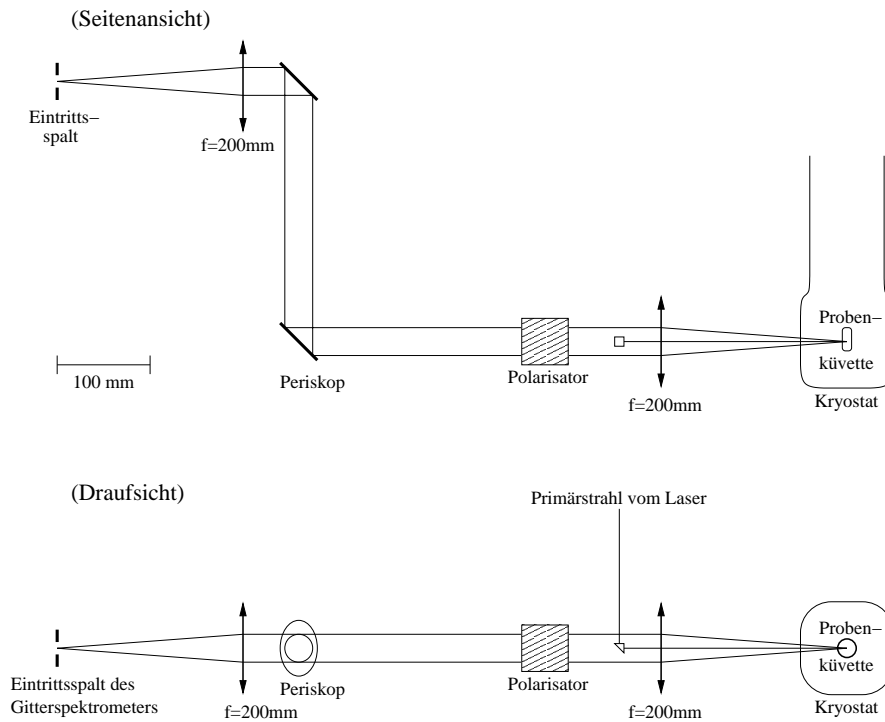 (Seitenansicht)
Eintritts−
spalt
f=200mm
100 mm
Periskop
Polarisator
f=200mm
Proben−
küvette
Kryostat
(Draufsicht)
Primärstrahl vom Laser
Eintrittsspalt des
Gitterspektrometers
f=200mm
Periskop
Polarisator
f=200mm
Proben−
küvette
Kryostat